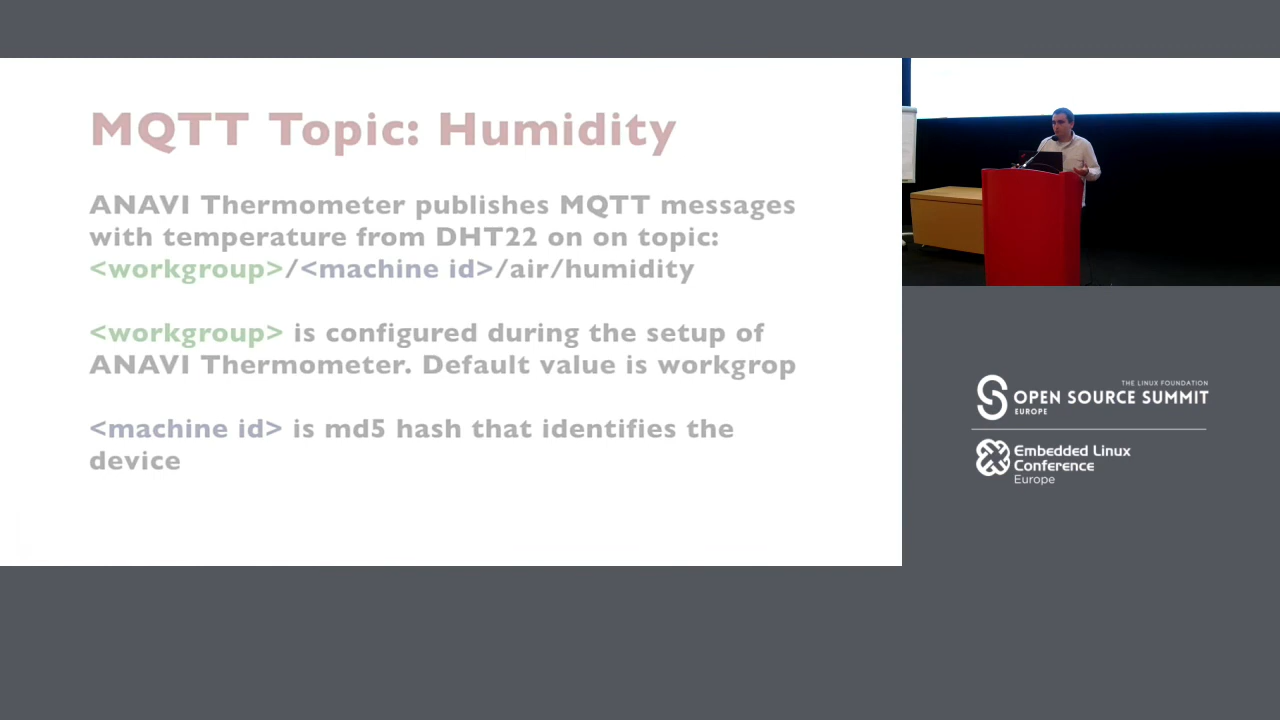 MQTT Topic: Humidity
ANAVI Thermometer publishes MQTT messages
with temperature from DHT22 on on topic:
<workgroup>/<machine id>/air/humidity
<workgroup> is configured during the setup of
ANAVI Thermometer. Default value is workgrop
<machine id> is md5 hash that identifies the
device
THE LINUX FOUNDATION
OPEN SOURCE SUMMIT
EUROPE
Embedded Linux
Conference
Europe